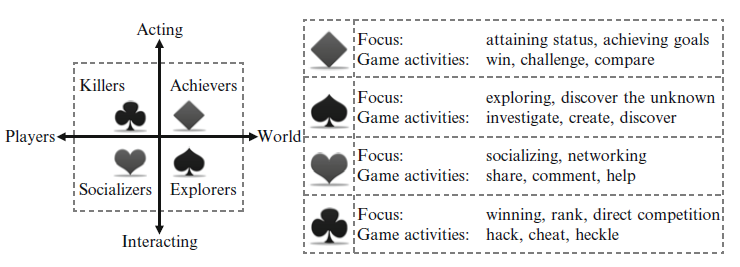 Acting
Killers
Achievers
Players
World
Socializers
Explorers
Interacting
Focus: attaining status, achieving goals
Game activities: win, challenge, compare
Focus: exploring, discover the unknown
Game activities: investigate, create, discover
Focus: socializing, networking
Game activities: share, comment, help
Focus: winning, rank, direct competition
Game activities: hack, cheat, heckle